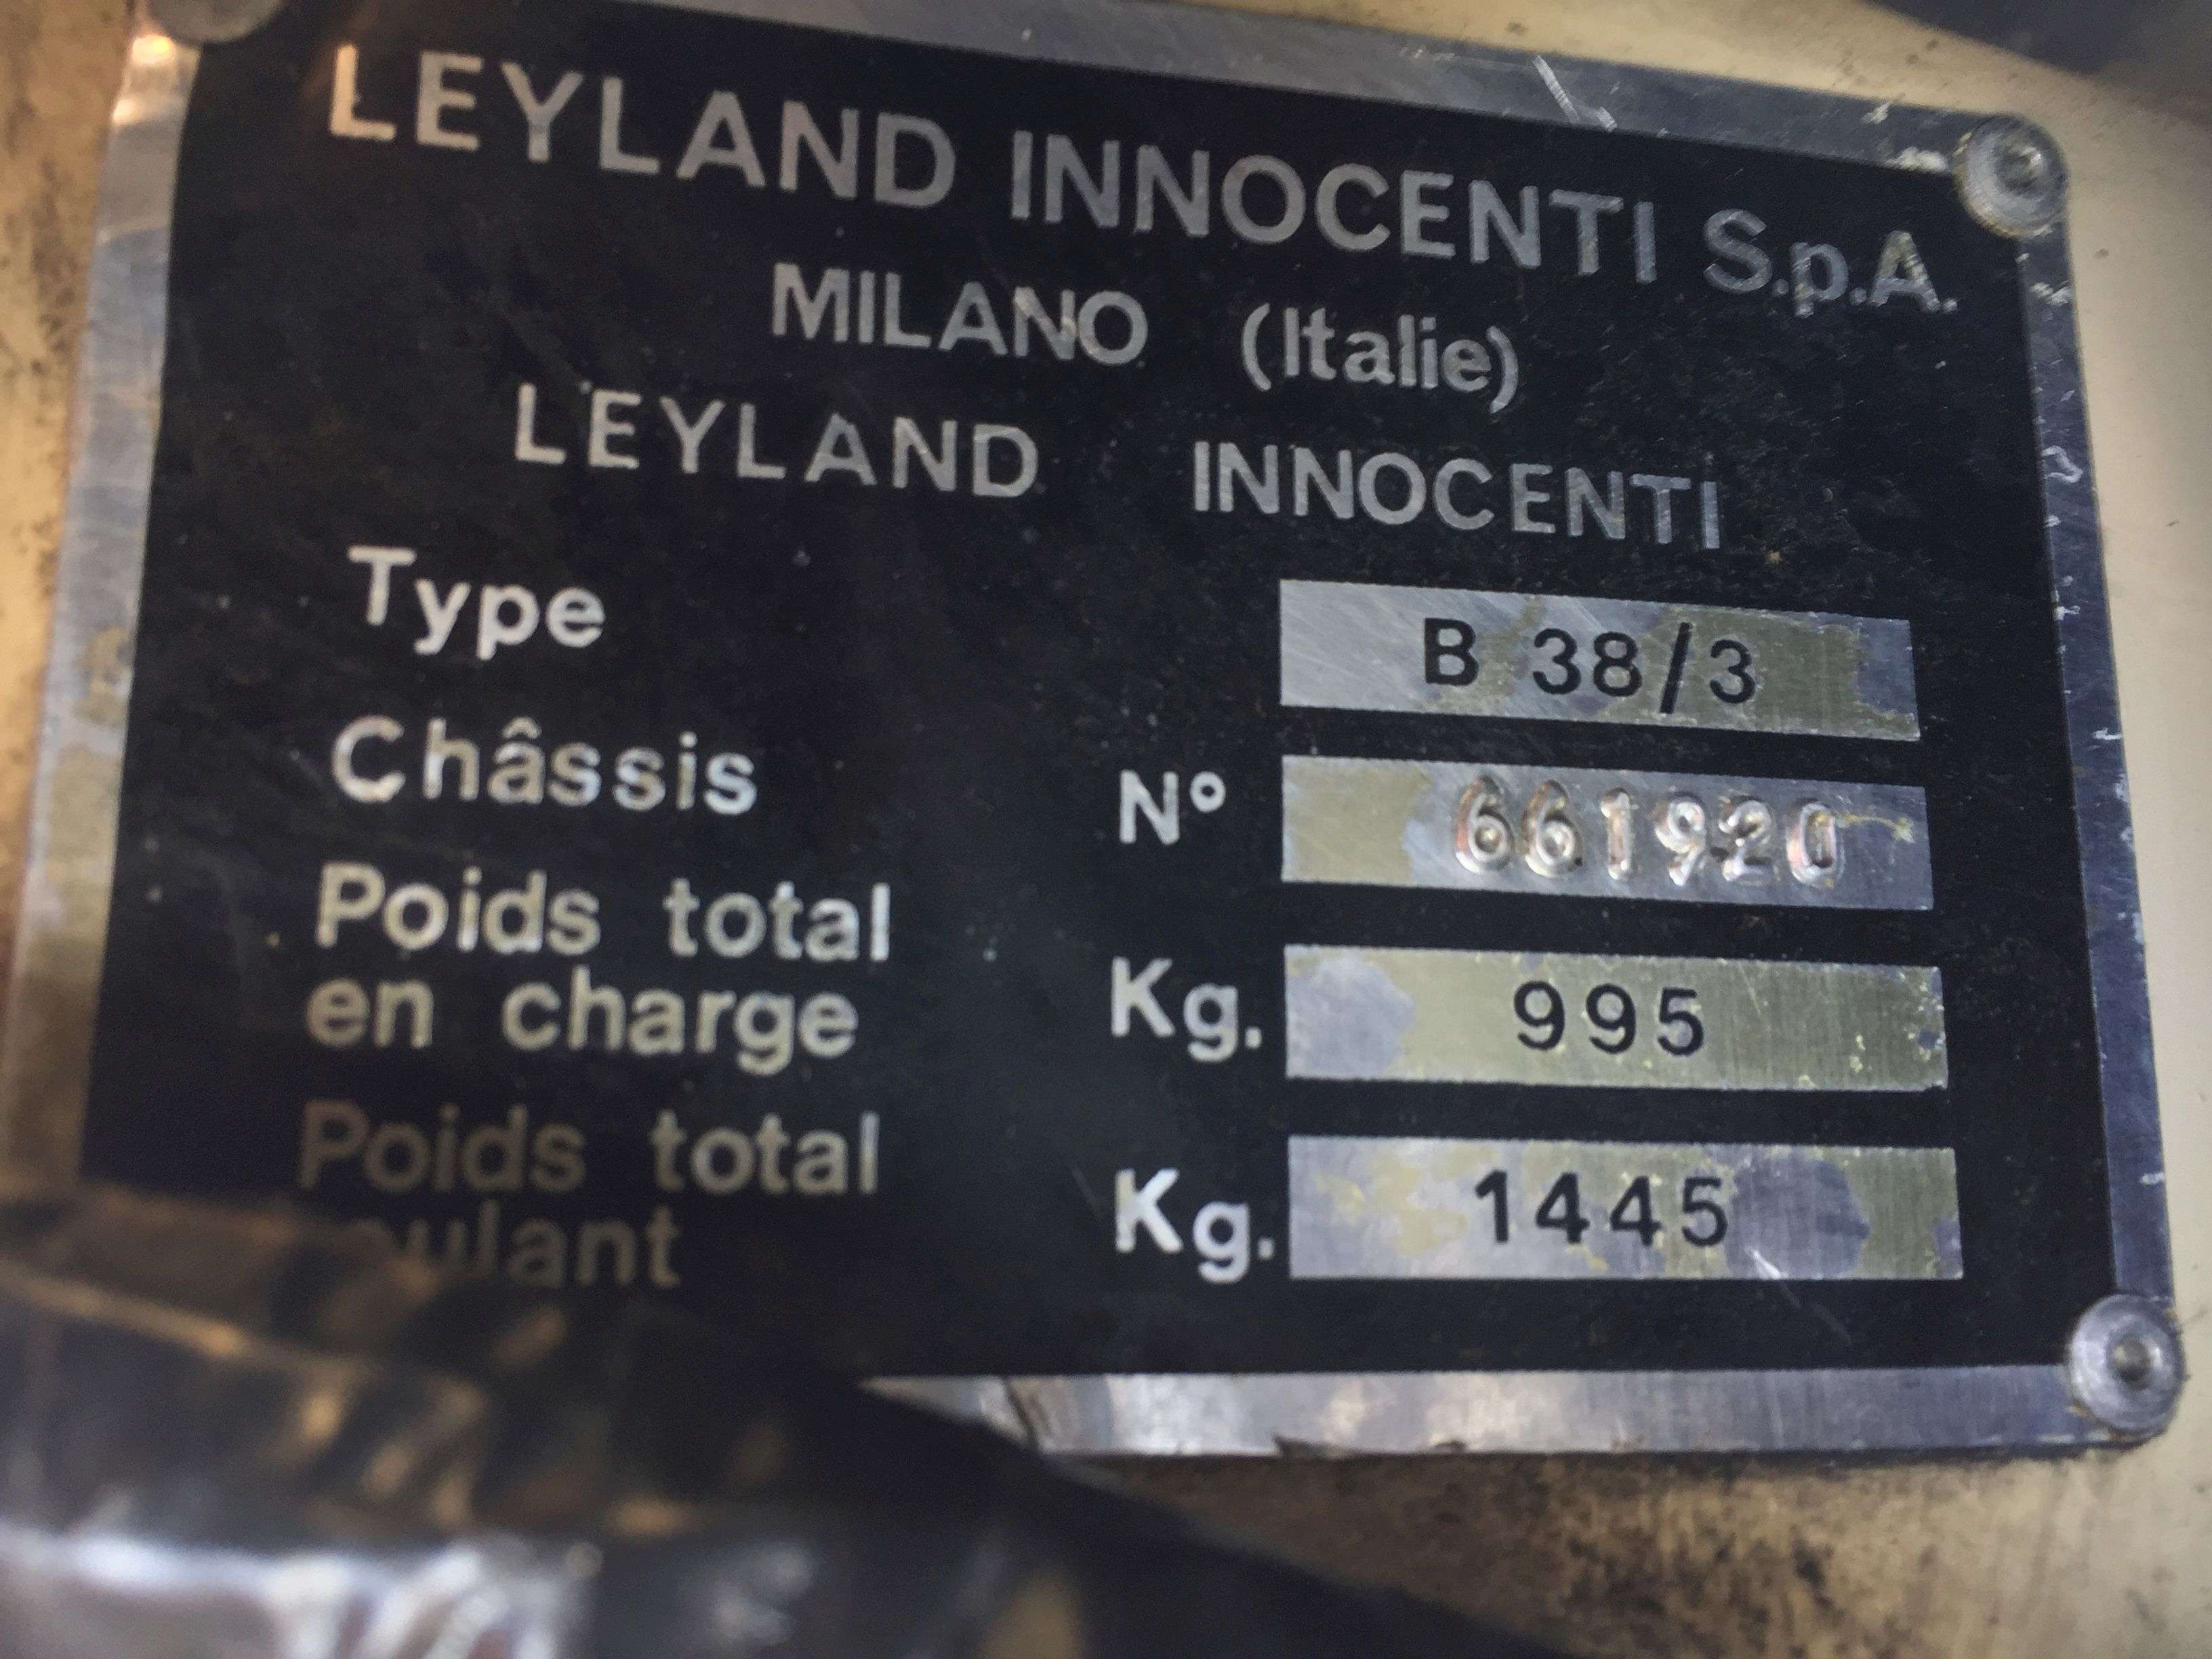 LEYLAND INNOCENTI S.p.A.
MILANO (Italie)
LEYLAND INNOCENTI
Type B 38/3
Châssis N° 661920
Poids total
en charge Kg. 995
Poids total
Kg. 1445